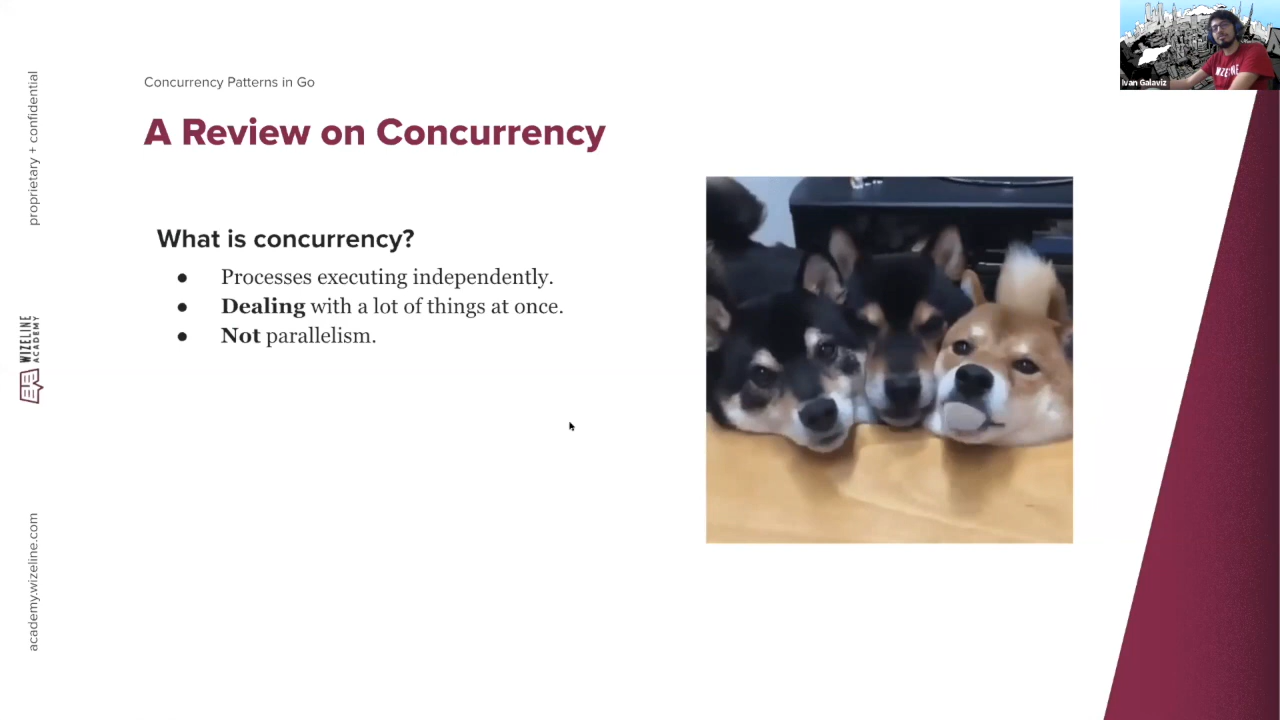 Concurrency Patterns in Go
A Review on Concurrency
What is concurrency?
● Processes executing independently.
● Dealing with a lot of things at once.
● Not parallelism.
proprietary + confidential
WIZELINE
ACADEMY
academy.wizeline.com
Ivan Galaviz
WIZELINE